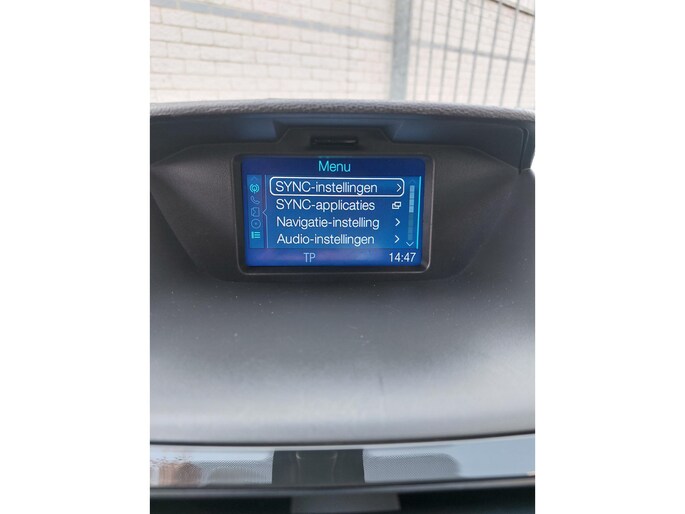 Menu
SYNC-instellingen
SYNC-applicaties
Navigatie-instelling
Audio-instellingen
TP 14:47